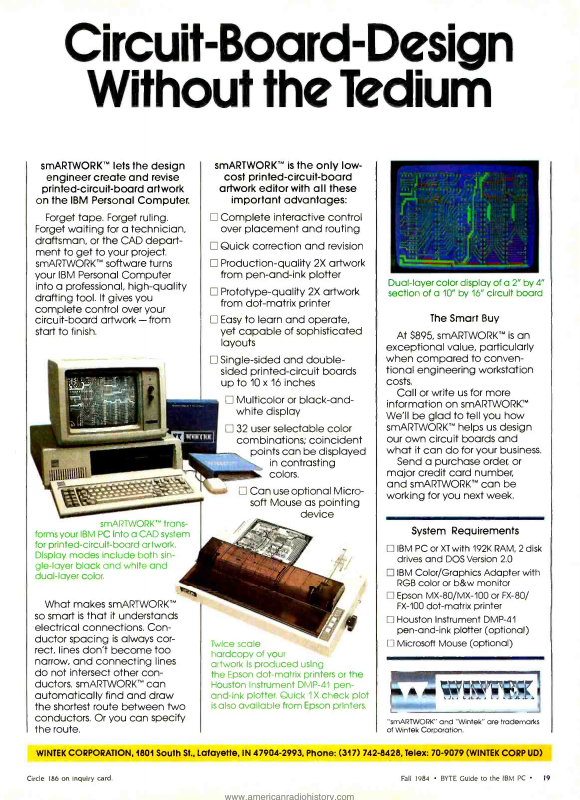 Circuit-Board-Design
Without the Tedium
smARTWORK™ lets the design
engineer create and revise
printed-circuit-board artwork
on the IBM Personal Computer.
Forget tape. Forget ruling.
Forget waiting for a technician,
draftsman, or the CAD depart-
ment to get to your project.
smARTWORK™ software turns
your IBM Personal Computer
into a professional, high-quality
drafting tool. It gives you
complete control over your
circuit-board artwork — from
start to finish.
WINTEK
smARTWORK™ trans-
forms your IBM PC into a CAD system
for printed-circuit-board artwork.
Display modes include both sin-
gle-layer black and white and
dual-layer color.
What makes smARTWORK™
so smart is that it understands
electrical connections. Con-
ductor spacing is always cor-
rect, lines don't become too
narrow, and connecting lines
do not intersect other con-
ductors. smARTWORK™ can
automatically find and draw
the shortest route between two
conductors. Or you can specify
the route.
smARTWORK™ is the only low-
cost printed-circuit-board
artwork editor with all these
important advantages:
□ Complete interactive control
over placement and routing
□ Quick correction and revision
□ Production-quality 2X artwork
from pen-and-ink plotter
□ Prototype-quality 2X artwork
from dot-matrix printer
□ Easy to learn and operate,
yet capable of sophisticated
layouts
□ Single-sided and double-
sided printed-circuit boards
up to 10 x 16 inches
□ Multicolor or black-and-
white display
□ 32 user selectable color
combinations; coincident
points can be displayed
in contrasting
colors.
□ Can use optional Micro-
soft Mouse as pointing
device
Twice scale
hardcopy of your
artwork is produced using
the Epson dot-matrix printers or the
Houston Instrument DMP-41 pen-
and-ink plotter. Quick 1X check plot
is also available from Epson printers.
Dual-layer color display of a 2" by 4"
section of a 10" by 16" circuit board
The Smart Buy
At $895, smARTWORK™ is an
exceptional value, particularly
when compared to conven-
tional engineering workstation
costs.
Call or write us for more
information on smARTWORK™
We'll be glad to tell you how
smARTWORK™ helps us design
our own circuit boards and
what it can do for your business.
Send a purchase order, or
major credit card number,
and smARTWORK™ can be
working for you next week.
System Requirements
□ IBM PC or XT with 192K RAM, 2 disk
drives and DOS Version 2.0
□ IBM Color/Graphics Adapter with
RGB color or b&w monitor
□ Epson MX-80/MX-100 or FX-80/
FX-100 dot-matrix printer
□ Houston Instrument DMP-41
pen-and-ink plotter (optional)
□ Microsoft Mouse (optional)
WINTEK
"smARTWORK" and "Wintek" are trademarks
of Wintek Corporation.
WINTEK CORPORATION, 1801 South St., Lafayette, IN 47904-2993, Phone: (317) 742-8428, Telex: 70-9079 (WINTEK CORP UD)
Circle 186 on inquiry card.
Fall 1984 • BYTE Guide to the IBM PC • 19
www.americanradiohistory.com